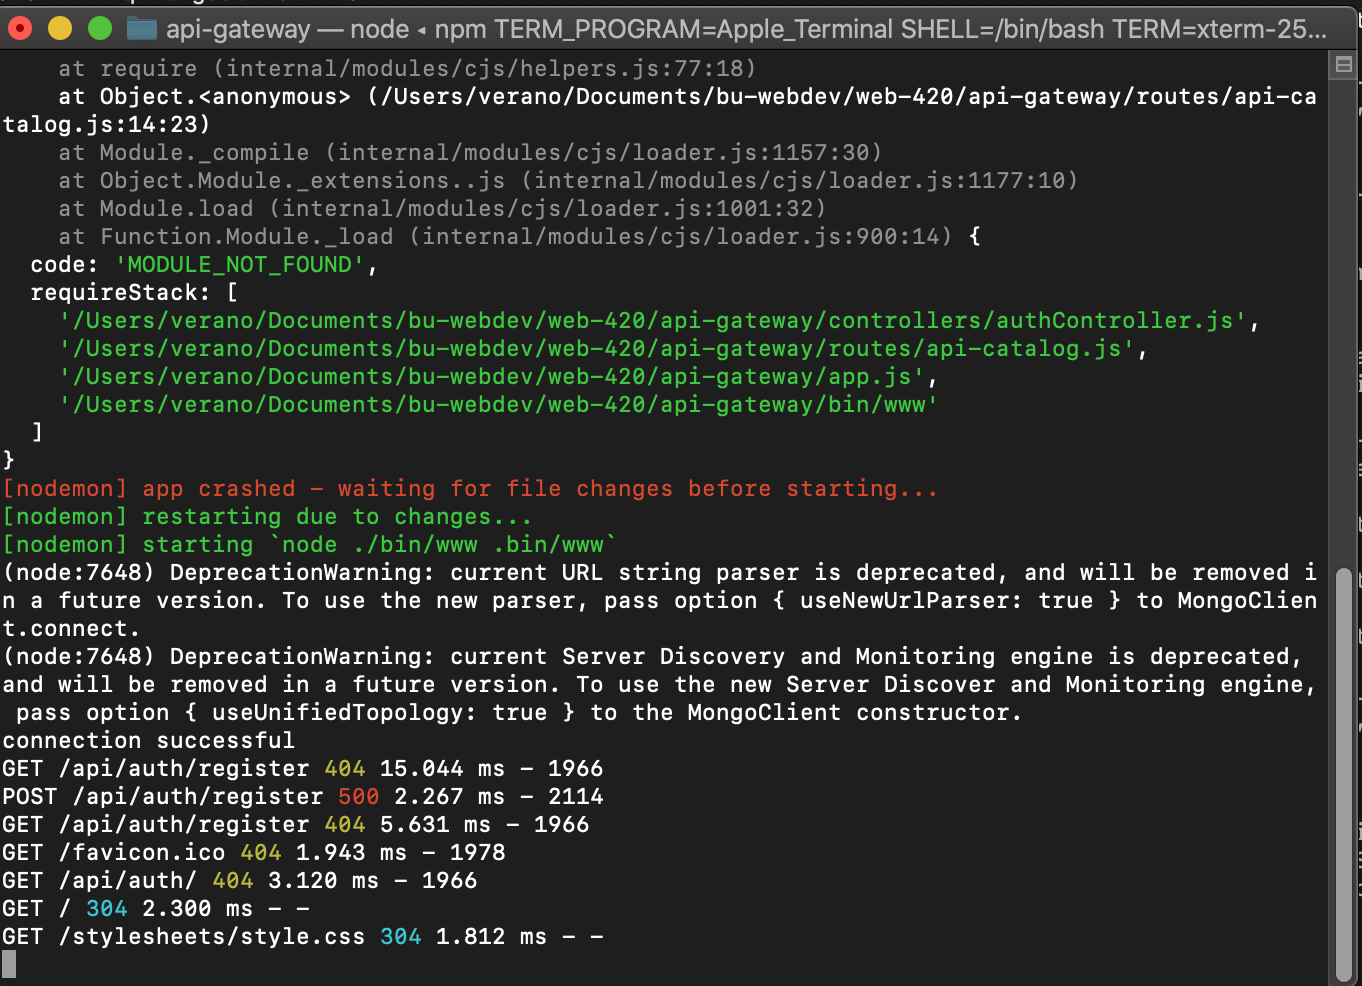 api-gateway — node ◂ npm TERM_PROGRAM=Apple_Terminal SHELL=/bin/bash TERM=xterm-25...
at require (internal/modules/cjs/helpers.js:77:18)
at Object.<anonymous> (/Users/verano/Documents/bu-webdev/web-420/api-gateway/routes/api-ca
talog.js:14:23)
at Module._compile (internal/modules/cjs/loader.js:1157:30)
at Object.Module._extensions..js (internal/modules/cjs/loader.js:1177:10)
at Module.load (internal/modules/cjs/loader.js:1001:32)
at Function.Module._load (internal/modules/cjs/loader.js:900:14) {
code: 'MODULE_NOT_FOUND',
requireStack: [
'/Users/verano/Documents/bu-webdev/web-420/api-gateway/controllers/authController.js',
'/Users/verano/Documents/bu-webdev/web-420/api-gateway/routes/api-catalog.js',
'/Users/verano/Documents/bu-webdev/web-420/api-gateway/app.js',
'/Users/verano/Documents/bu-webdev/web-420/api-gateway/bin/www'
]
}
[nodemon] app crashed - waiting for file changes before starting...
[nodemon] restarting due to changes...
[nodemon] starting `node ./bin/www .bin/www`
(node:7648) DeprecationWarning: current URL string parser is deprecated, and will be removed i
n a future version. To use the new parser, pass option { useNewUrlParser: true } to MongoClien
t.connect.
(node:7648) DeprecationWarning: current Server Discovery and Monitoring engine is deprecated,
and will be removed in a future version. To use the new Server Discover and Monitoring engine,
pass option { useUnifiedTopology: true } to the MongoClient constructor.
connection successful
GET /api/auth/register 404 15.044 ms - 1966
POST /api/auth/register 500 2.267 ms - 2114
GET /api/auth/register 404 5.631 ms - 1966
GET /favicon.ico 404 1.943 ms - 1978
GET /api/auth/ 404 3.120 ms - 1966
GET / 304 2.300 ms - -
GET /stylesheets/style.css 304 1.812 ms - -